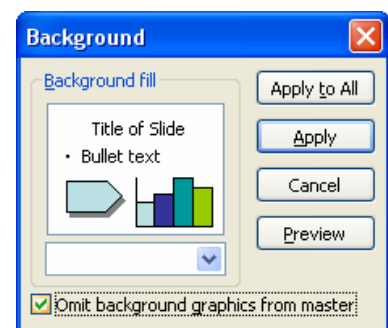 Background
Background fill
Title of Slide
• Bullet text
Apply to All
Apply
Cancel
Preview
Omit background graphics from master